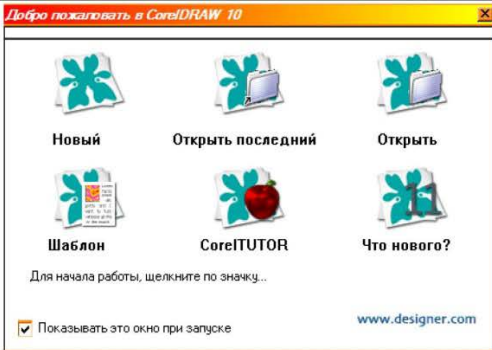 Добро пожаловать в CorelDRAW 10
Новый
Открыть последний
Открыть
11
Шаблон
CorelTUTOR
Что нового?
Для начала работы, щелкните по значку...
Показывать это окно при запуске
www.designer.com